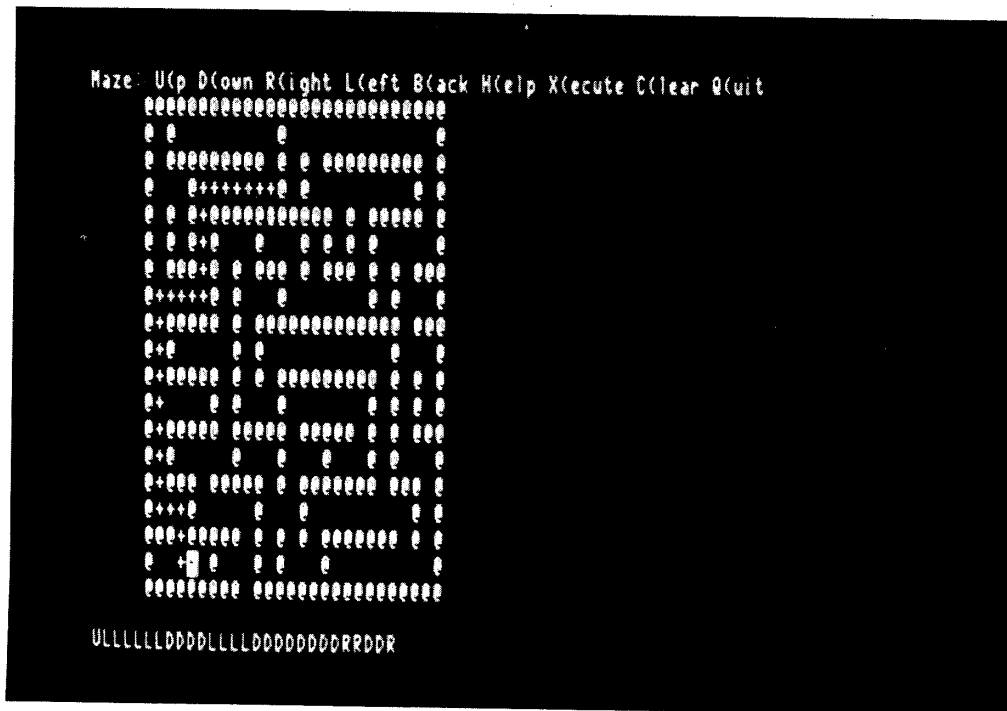 Maze: U(p D(own R(ight L(eft B(ack H(elp X(ecute C(lear Q(uit
@@@@@@@@@@@@@@@@@@@@@@@@@@@
@ @         @             @
@ @@@@@@@@@ @ @ @@@@@@@@@ @
@   @+++++++@ @         @ @
@ @ @+@@@@@@@@@@@ @ @@@@@ @
@ @ @+@   @   @ @ @ @     @
@ @@@+@ @ @@@ @ @@@ @ @ @@@
@+++++@ @   @       @ @   @
@+@@@@@ @ @@@@@@@@@@@@@ @@@
@+@     @ @           @   @
@+@@@@@ @ @ @@@@@@@@@ @ @ @
@+    @ @   @       @ @ @ @
@+@@@@@ @@@@@ @@@@@ @ @ @@@
@+@     @   @   @   @ @   @
@+@@@ @@@@@ @ @@@@@@@ @@@ @
@+++@     @   @         @ @
@@@+@@@@@ @ @ @ @@@@@@@ @ @
@  ++ @   @ @   @         @
@@@@@@@@@ @@@@@@@@@@@@@@@@@
ULLLLLLDDDDLLLLDDDDDDDDRRDDR